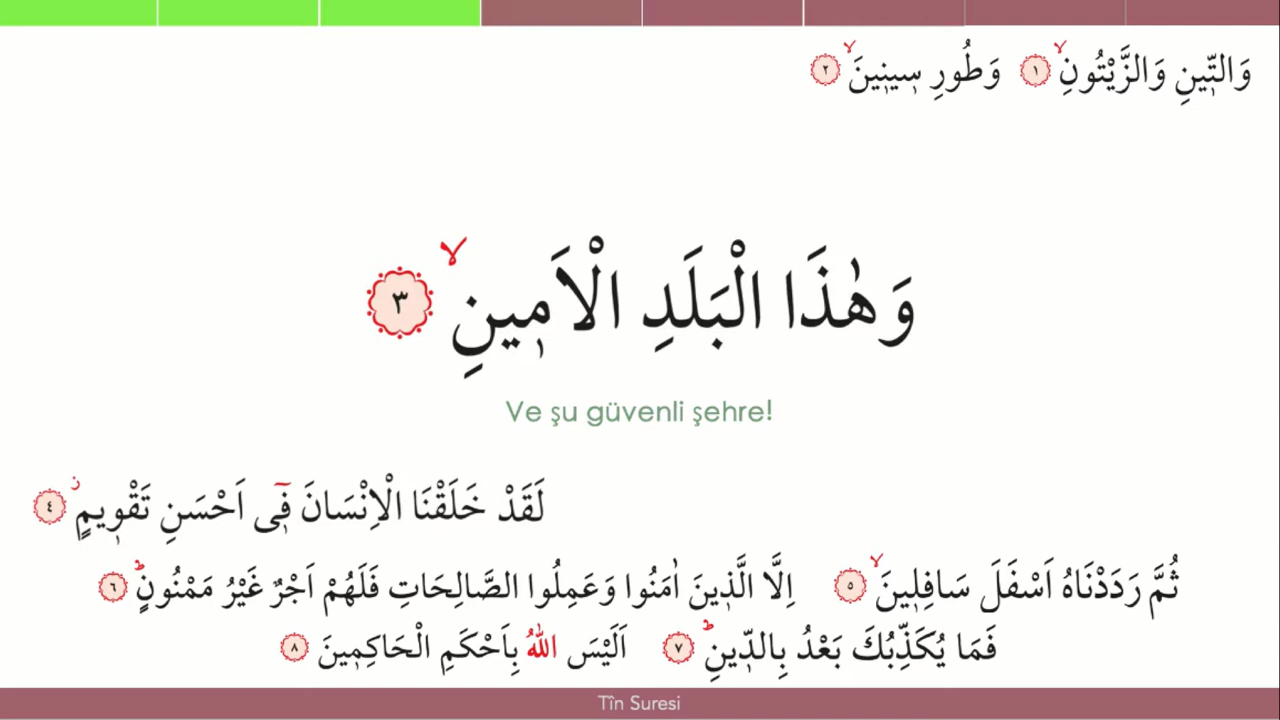 وَالتّ۪ينِ وَالزَّيْتُونِۙ ﴿١﴾ وَطُورِ س۪ين۪ينَۙ ﴿٢﴾
وَهٰذَا الْبَلَدِ الْاَم۪ينِۙ ﴿٣﴾
Ve şu güvenli şehre!
لَقَدْ خَلَقْنَا الْاِنْسَانَ ف۪ٓي اَحْسَنِ تَقْو۪يمٍۘ ﴿٤﴾
ثُمَّ رَدَدْنَاهُ اَسْفَلَ سَافِل۪ينَۙ ﴿٥﴾ اِلَّا الَّذ۪ينَ اٰمَنُوا وَعَمِلُوا الصَّالِحَاتِ فَلَهُمْ اَجْرٌ غَيْرُ مَمْنُونٍۜ ﴿٦﴾
فَمَا يُكَذِّبُكَ بَعْدُ بِالدّ۪ينِۜ ﴿٧﴾ اَلَيْسَ اللّٰهُ بِاَحْكَمِ الْحَاكِم۪ينَ ﴿٨﴾
Tîn Suresi